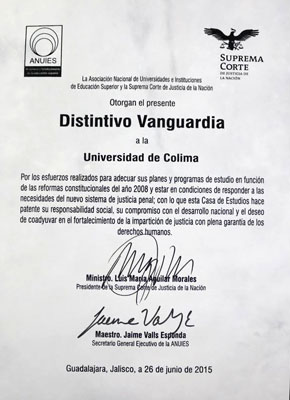 ANUIES
SUPREMA
CORTE
DE JUSTICIA DE
LA NACIÓN
La Asociación Nacional de Universidades e Instituciones
de Educación Superior y la Suprema Corte de Justicia de la Nación
Otorgan el presente
Distintivo Vanguardia
a la
Universidad de Colima
Por los esfuerzos realizados para adecuar sus planes y programas de estudio en función
de las reformas constitucionales del año 2008 y estar en condiciones de responder a las
necesidades del nuevo sistema de justicia penal; con lo que esta Casa de Estudios hace
patente su responsabilidad social, su compromiso con el desarrollo nacional y el deseo
de coadyuvar en el fortalecimiento de la impartición de justicia con plena garantía de los
derechos humanos.
Ministro. Luis María Aguilar Morales
Presidente de la Suprema Corte de Justicia de la Nación
Jaime Valls E
Maestro. Jaime Valls Esponda
Secretario General Ejecutivo de la ANUIES
Guadalajara, Jalisco, a 26 de junio de 2015